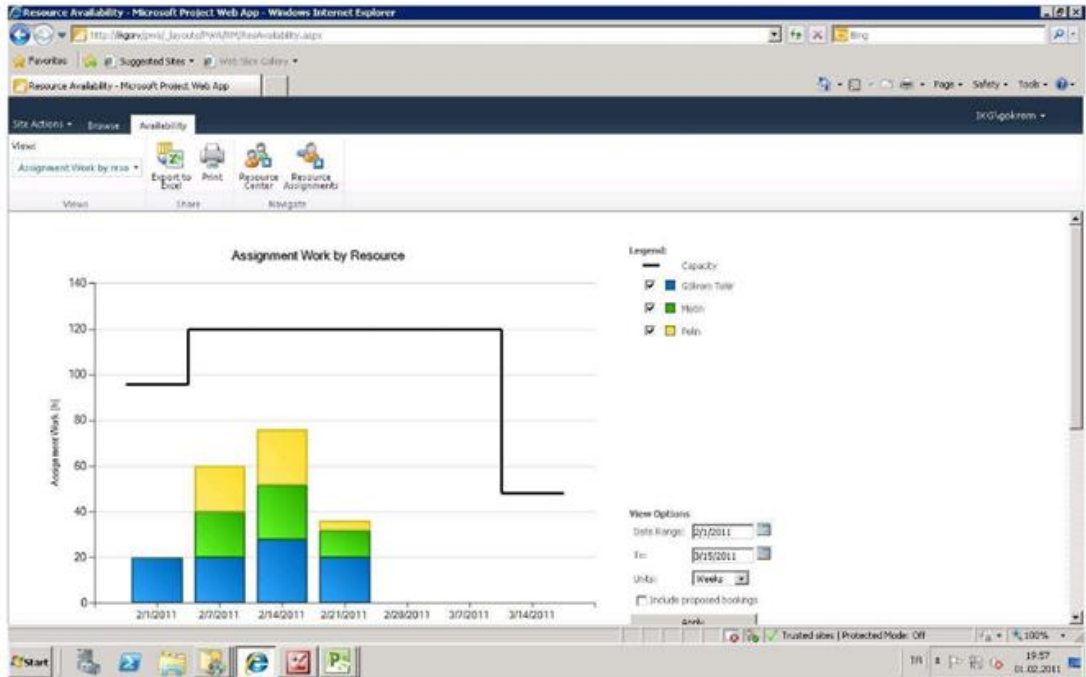 Resource Availability - Microsoft Project Web App - Windows Internet Explorer
Bing
Favorites Suggested Sites Web Slice Gallery
Resource Availability - Microsoft Project Web App
Page Safety Tools
Site Actions Browse Availability
IKG\gokrom
View:
Assignment Work by reso
Export to Excel
Print
Resource Center
Resource Assignments
Views Share Navigate
Assignment Work by Resource
Legend:
Capacity
Metin
Pelin
Assignment Work [h]
140
120
100
80
60
40
20
0
2/1/2011 2/7/2011 2/14/2011 2/21/2011 2/28/2011 3/7/2011 3/14/2011
View Options
Date Range: 2/1/2011
To: 3/15/2011
Units: Weeks
Include proposed bookings
Apply
Trusted sites | Protected Mode: Off
100%
Start
TR
19:57
01.02.2011